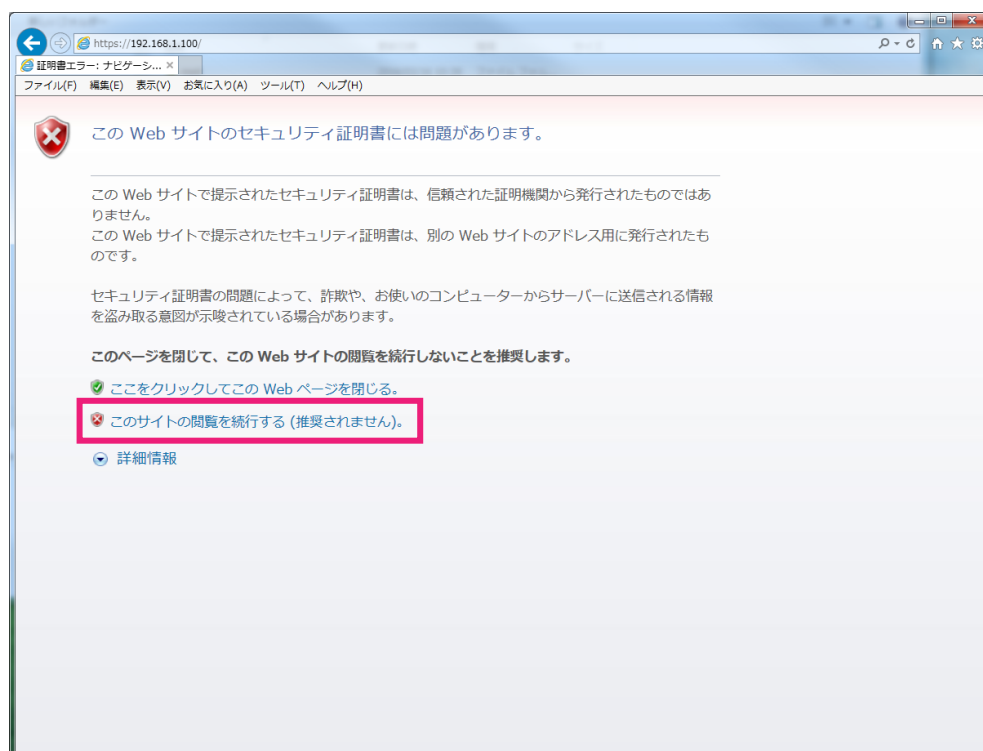 https://192.168.1.100/
証明書エラー: ナビゲーシ...
ファイル(F) 編集(E) 表示(V) お気に入り(A) ツール(T) ヘルプ(H)
この Web サイトのセキュリティ証明書には問題があります。
この Web サイトで提示されたセキュリティ証明書は、信頼された証明機関から発行されたものではあ
りません。
この Web サイトで提示されたセキュリティ証明書は、別の Web サイトのアドレス用に発行されたも
のです。
セキュリティ証明書の問題によって、詐欺や、お使いのコンピューターからサーバーに送信される情報
を盗み取る意図が示唆されている場合があります。
このページを閉じて、この Web サイトの閲覧を続行しないことを推奨します。
ここをクリックしてこの Web ページを閉じる。
このサイトの閲覧を続行する (推奨されません)。
詳細情報